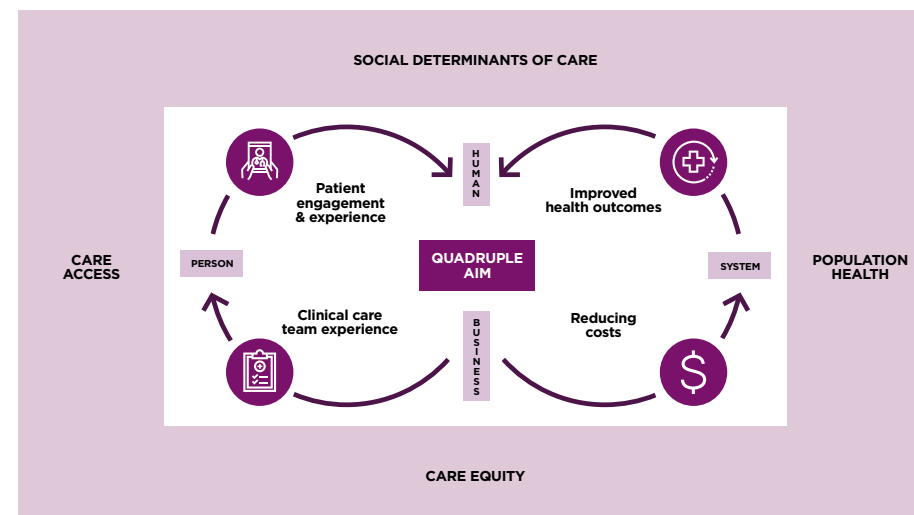 SOCIAL DETERMINANTS OF CARE
HUMAN
Patient
engagement
& experience
Improved
health outcomes
CARE
ACCESS
PERSON
QUADRUPLE
AIM
SYSTEM
POPULATION
HEALTH
Clinical care
team experience
BUSINESS
Reducing
costs
$
CARE EQUITY